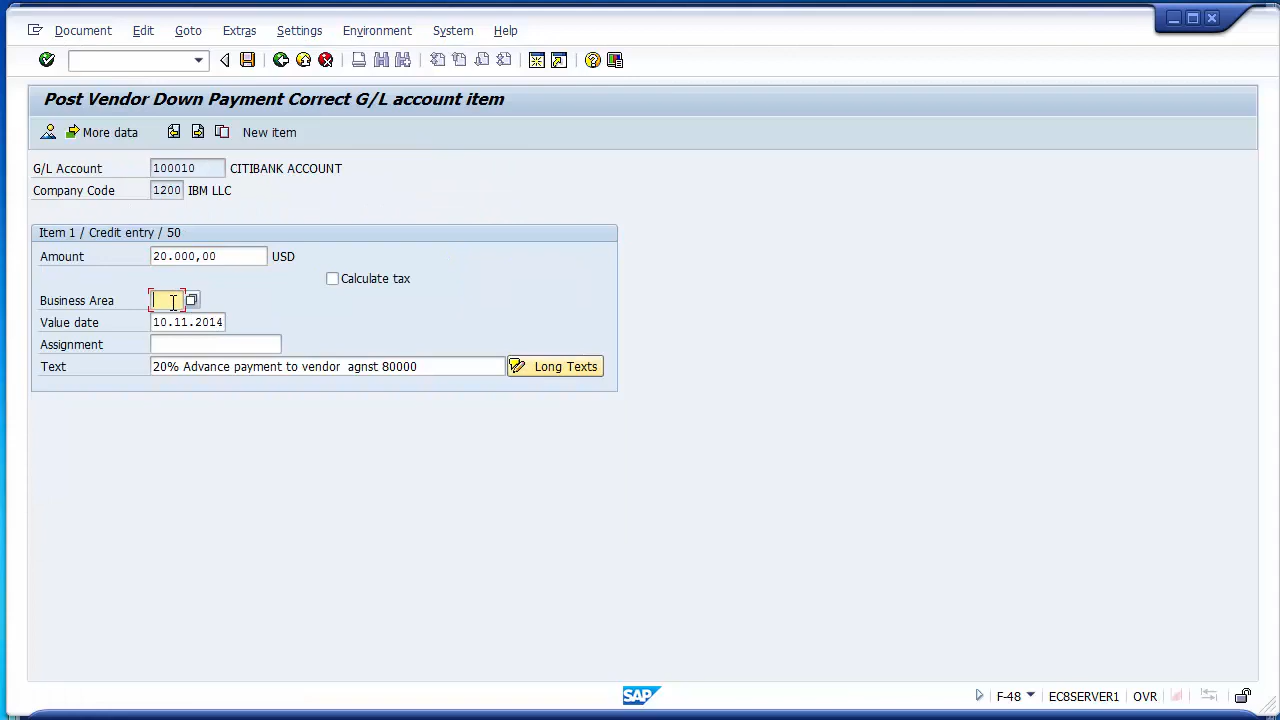 Document Edit Goto Extras Settings Environment System Help
Post Vendor Down Payment Correct G/L account item
More data New item
G/L Account 100010 CITIBANK ACCOUNT
Company Code 1200 IBM LLC
Item 1 / Credit entry / 50
Amount 20.000,00 USD
Calculate tax
Business Area
Value date 10.11.2014
Assignment
Text 20% Advance payment to vendor agnst 80000 Long Texts
SAP F-48 EC8SERVER1 OVR